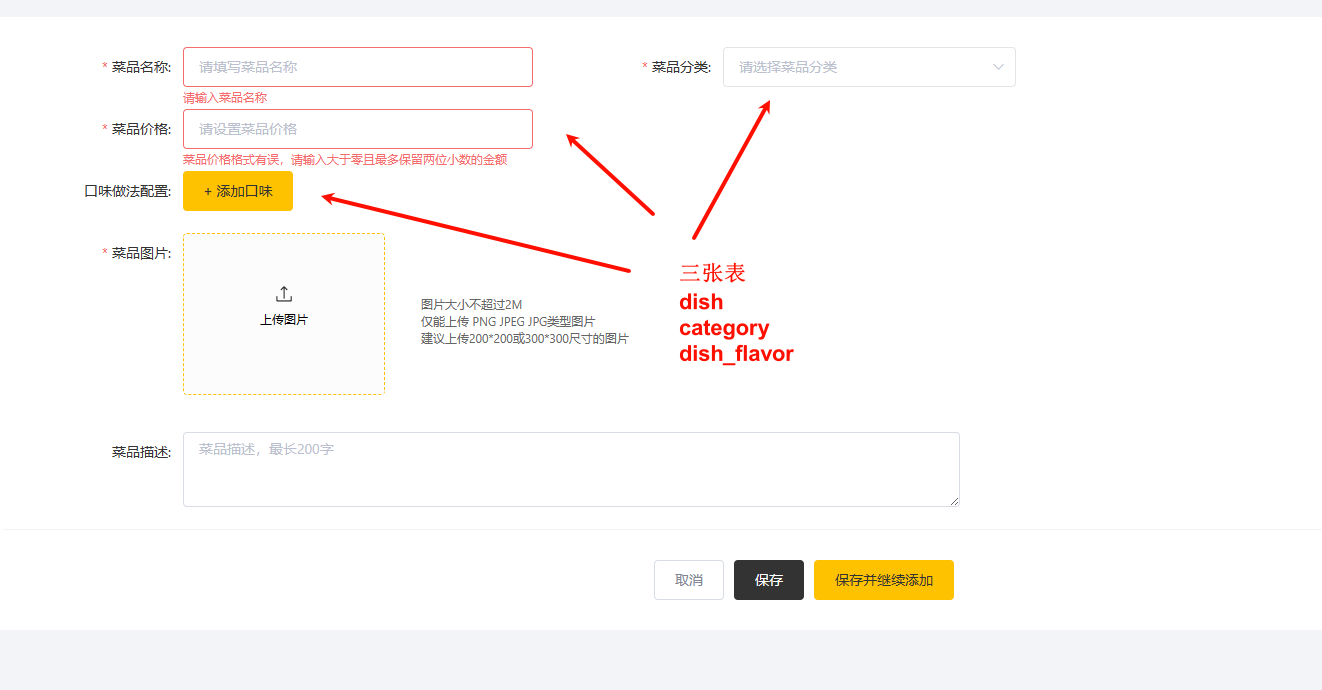 * 菜品名称: 请填写菜品名称 * 菜品分类: 请选择菜品分类
请输入菜品名称
* 菜品价格: 请设置菜品价格
菜品价格格式有误，请输入大于零且最多保留两位小数的金额
口味做法配置: + 添加口味
* 菜品图片:
上传图片
图片大小不超过2M
仅能上传 PNG JPEG JPG类型图片
建议上传200*200或300*300尺寸的图片
三张表
dish
category
dish_flavor
菜品描述: 菜品描述，最长200字
取消 保存 保存并继续添加